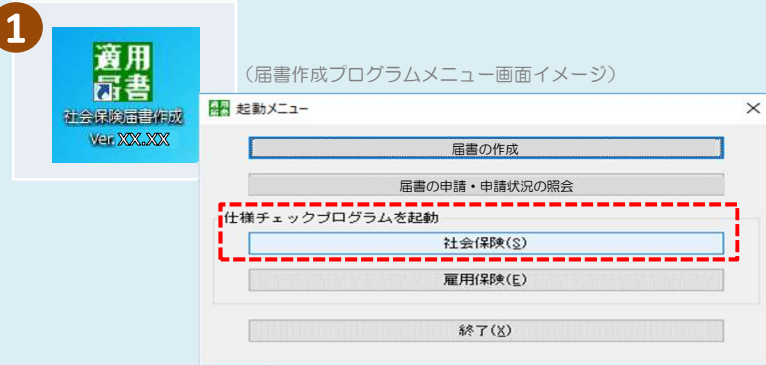 1
適用
届書
社会保険届書作成
Ver.XX.XX
(届書作成プログラムメニュー画面イメージ)
適用
届書 起動メニュー
届書の作成
届書の申請・申請状況の照会
仕様チェックプログラムを起動
社会保険(S)
雇用保険(E)
終了(X)